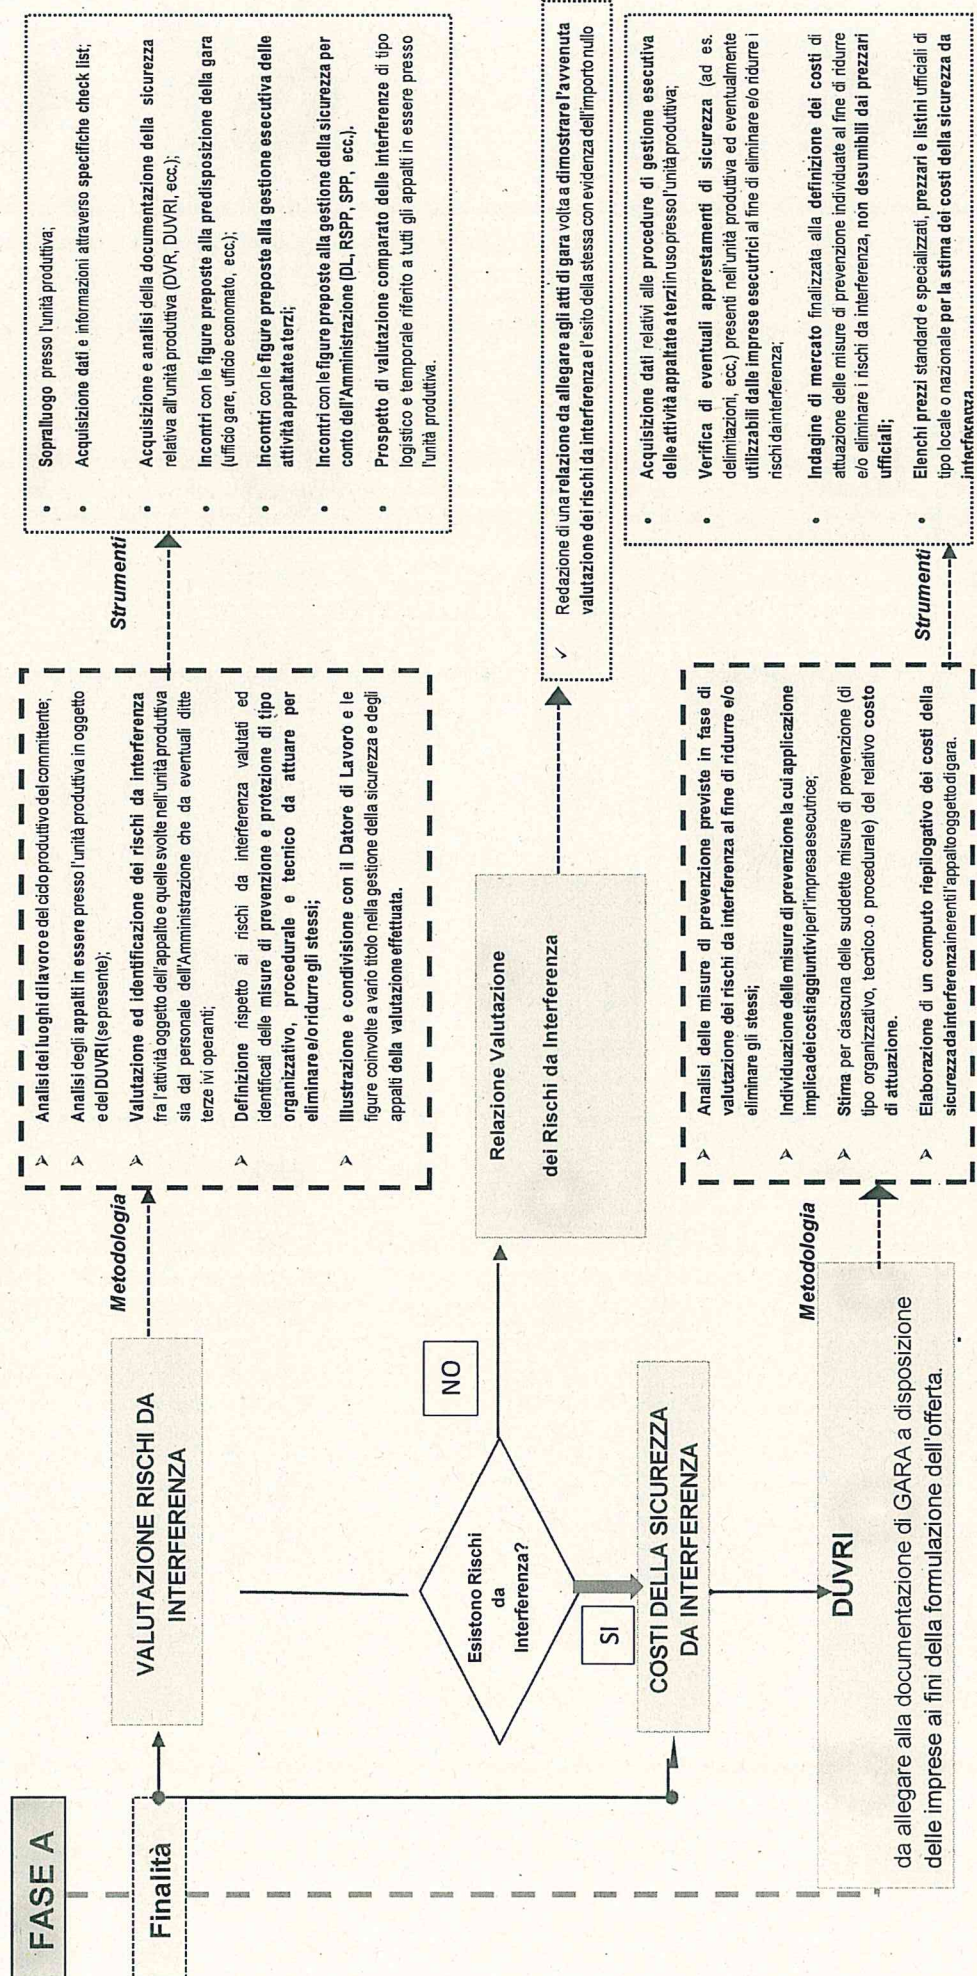 FASE A
Finalità
VALUTAZIONE RISCHI DA
INTERFERENZA
Metodologia
➢ Analisi dei luoghi di lavoro e del ciclo produttivo del committente;
➢ Analisi degli appalti in essere presso l'unità produttiva in oggetto
e del DUVRI (se presente);
➢ Valutazione ed identificazione dei rischi da interferenza
fra l'attività oggetto dell'appalto e quelle svolte nell'unità produttiva
sia dal personale dell'Amministrazione che da eventuali ditte
terze ivi operanti;
➢ Definizione rispetto ai rischi da interferenza valutati ed
identificati delle misure di prevenzione e protezione di tipo
organizzativo, procedurale e tecnico da attuare per
eliminare e/o ridurre gli stessi;
➢ Illustrazione e condivisione con il Datore di Lavoro e le
figure coinvolte a vario titolo nella gestione della sicurezza e degli
appalti della valutazione effettuata.
Strumenti
• Sopralluogo presso l'unità produttiva;
• Acquisizione dati e informazioni attraverso specifiche check list;
• Acquisizione e analisi della documentazione della sicurezza
relativa all'unità produttiva (DVR, DUVRI, ecc.);
• Incontri con le figure preposte alla predisposizione della gara
(ufficio gare, ufficio economato, ecc.);
• Incontri con le figure preposte alla gestione esecutiva delle
attività appaltate a terzi;
• Incontri con le figure preposte alla gestione della sicurezza per
conto dell'Amministrazione (DL, RSPP, SPP, ecc.).
• Prospetto di valutazione comparato delle interferenze di tipo
logistico e temporale riferito a tutti gli appalti in essere presso
l'unità produttiva.
Esistono Rischi
da
Interferenza?
NO
Relazione Valutazione
dei Rischi da Interferenza
✓ Redazione di una relazione da allegare agli atti di gara volta a dimostrare l'avvenuta
valutazione dei rischi da interferenza e l'esito della stessa con evidenza dell'importo nullo
SI
COSTI DELLA SICUREZZA
DA INTERFERENZA
DUVRI
da allegare alla documentazione di GARA a disposizione
delle imprese ai fini della formulazione dell'offerta.
Metodologia
➢ Analisi delle misure di prevenzione previste in fase di
valutazione dei rischi da interferenza al fine di ridurre e/o
eliminare gli stessi;
➢ Individuazione delle misure di prevenzione la cui applicazione
implica dei costi aggiuntivi per l'impresa esecutrice;
➢ Stima per ciascuna delle suddette misure di prevenzione (di
tipo organizzativo, tecnico o procedurale) del relativo costo
di attuazione.
➢ Elaborazione di un computo riepilogativo dei costi della
sicurezza da interferenza inerenti l'appalto oggetto di gara.
Strumenti
• Acquisizione dati relativi alle procedure di gestione esecutiva
delle attività appaltate a terzi in uso presso l'unità produttiva;
• Verifica di eventuali apprestamenti di sicurezza (ad es.
delimitazioni, ecc.) presenti nell'unità produttiva ed eventualmente
utilizzabili dalle imprese esecutrici al fine di eliminare e/o ridurre i
rischi da interferenza;
• Indagine di mercato finalizzata alla definizione dei costi di
attuazione delle misure di prevenzione individuate al fine di ridurre
e/o eliminare i rischi da interferenza, non desumibili dai prezzari
ufficiali;
• Elenchi prezzi standard e specializzati, prezzari e listini ufficiali di
tipo locale o nazionale per la stima dei costi della sicurezza da
interferenza